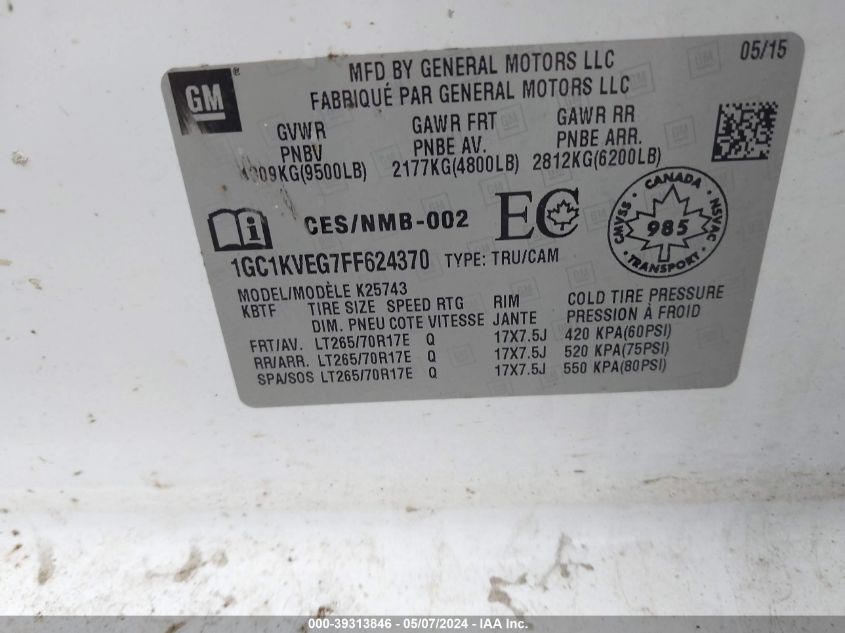 GM ®
MFD BY GENERAL MOTORS LLC 05/15
FABRIQUÉ PAR GENERAL MOTORS LLC
GVWR GAWR FRT GAWR RR
PNBV PNBE AV. PNBE ARR.
4309KG(9500LB) 2177KG(4800LB) 2812KG(6200LB)
CES/NMB-002 EC
CANADA
CMVSS 985 NSVAC
TRANSPORT
1GC1KVEG7FF624370 TYPE: TRU/CAM
MODEL/MODÈLE K25743
KBTF TIRE SIZE SPEED RTG RIM COLD TIRE PRESSURE
DIM. PNEU COTE VITESSE JANTE PRESSION À FROID
FRT/AV. LT265/70R17E Q 17X7.5J 420 KPA(60PSI)
RR/ARR. LT265/70R17E Q 17X7.5J 520 KPA(75PSI)
SPA/SOS LT265/70R17E Q 17X7.5J 550 KPA(80PSI)
000-39313846 - 05/07/2024 - IAAI Inc.